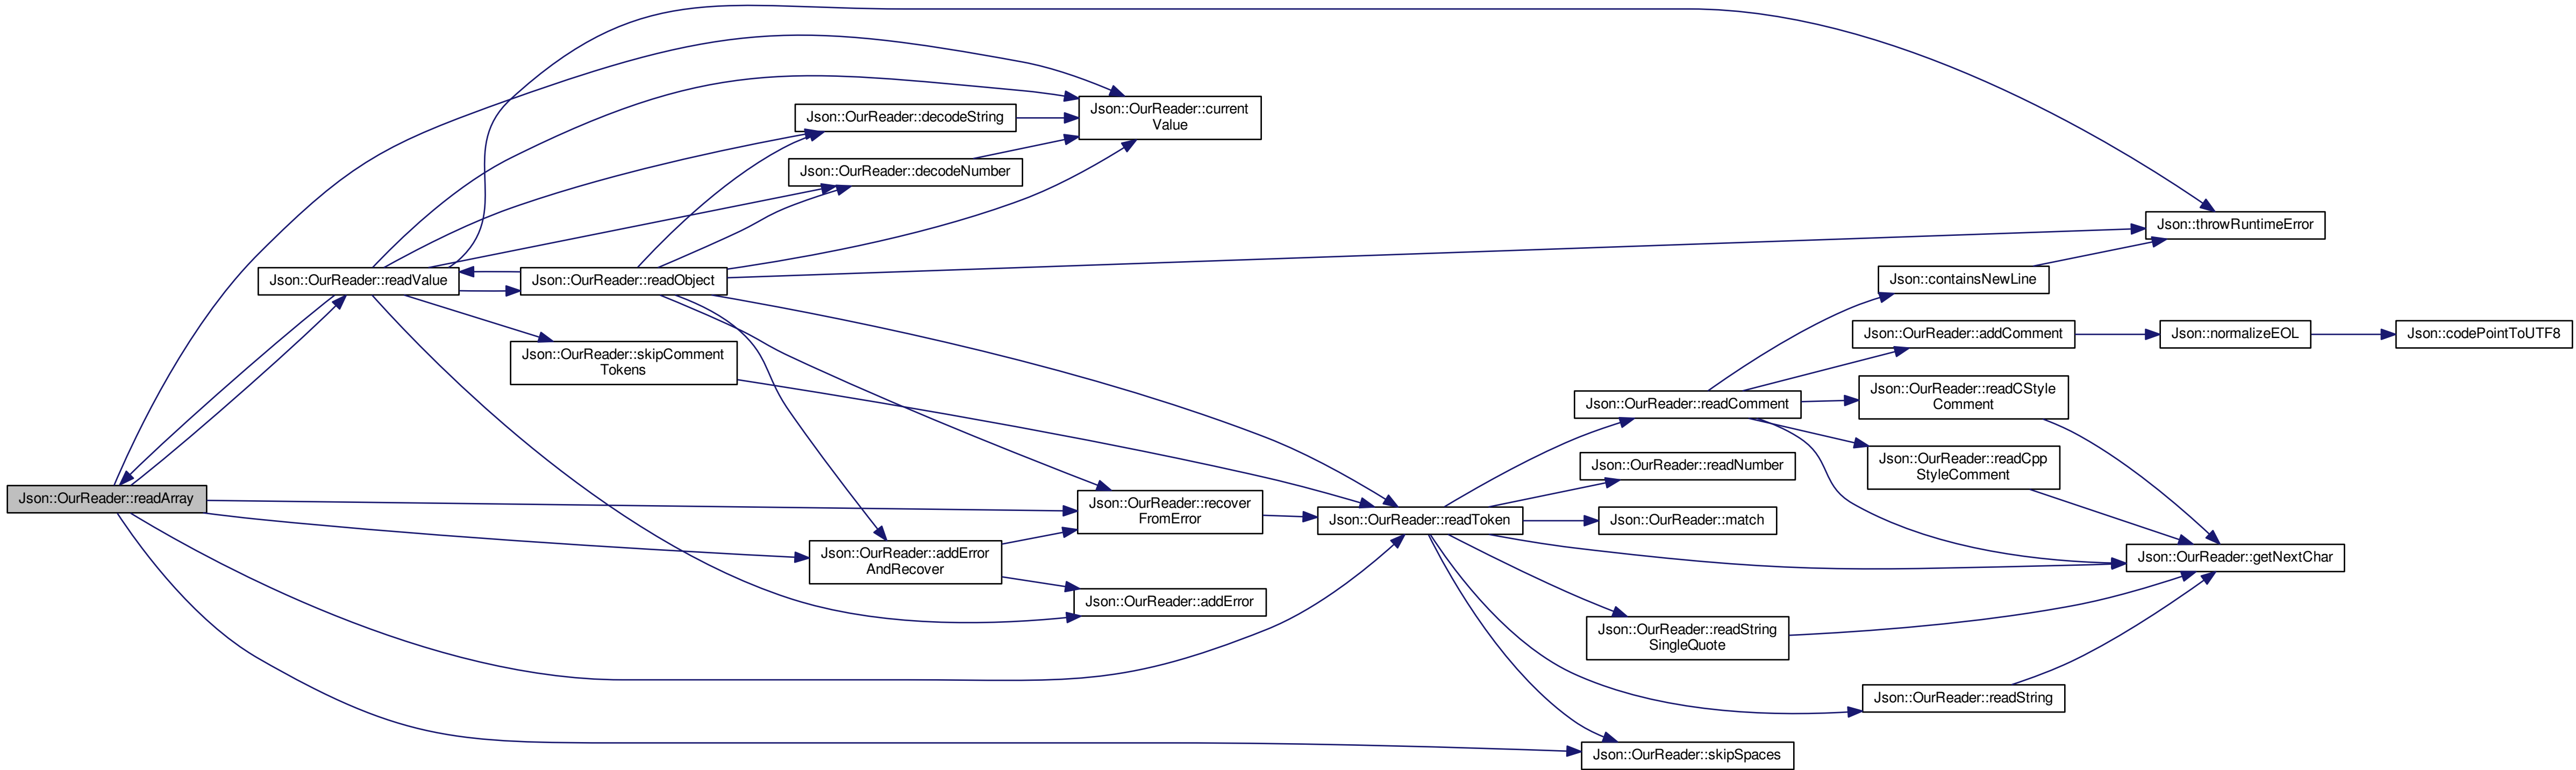 Json::OurReader::current
Value
Json::OurReader::decodeString
Json::OurReader::decodeNumber
Json::throwRuntimeError
Json::OurReader::readValue
Json::OurReader::readObject
Json::containsNewLine
Json::OurReader::addComment
Json::normalizeEOL
Json::codePointToUTF8
Json::OurReader::skipComment
Tokens
Json::OurReader::readComment
Json::OurReader::readCStyle
Comment
Json::OurReader::readNumber
Json::OurReader::readCpp
StyleComment
Json::OurReader::readArray
Json::OurReader::recover
FromError
Json::OurReader::readToken
Json::OurReader::match
Json::OurReader::addError
AndRecover
Json::OurReader::getNextChar
Json::OurReader::addError
Json::OurReader::readString
SingleQuote
Json::OurReader::readString
Json::OurReader::skipSpaces